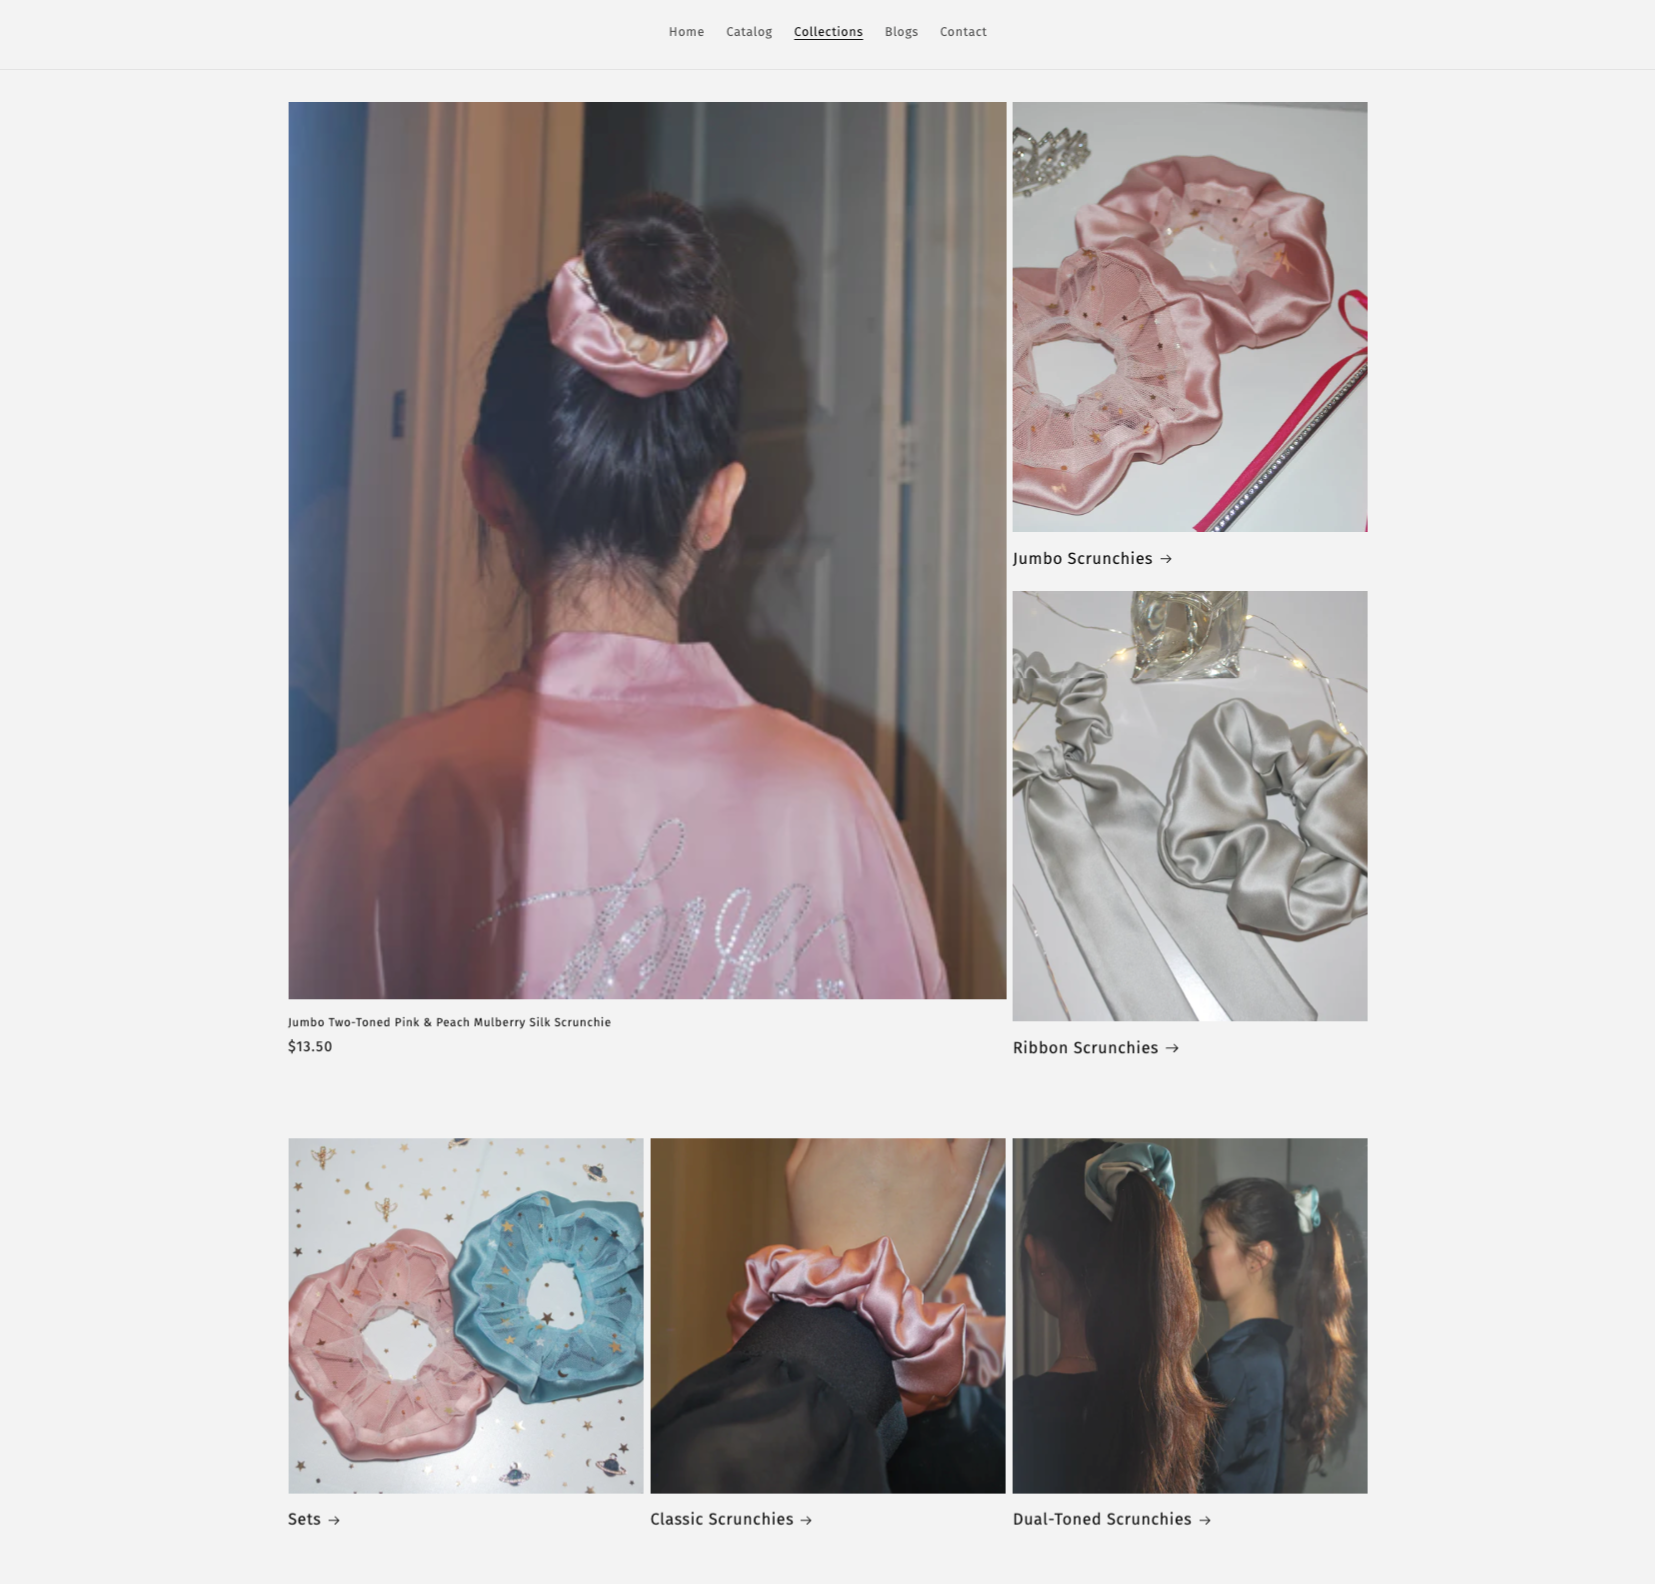 Home Catalog Collections Blogs Contact
Jumbo Two-Toned Pink & Peach Mulberry Silk Scrunchie
$13.50
Jumbo Scrunchies →
Ribbon Scrunchies →
Sets →
Classic Scrunchies →
Dual-Toned Scrunchies →